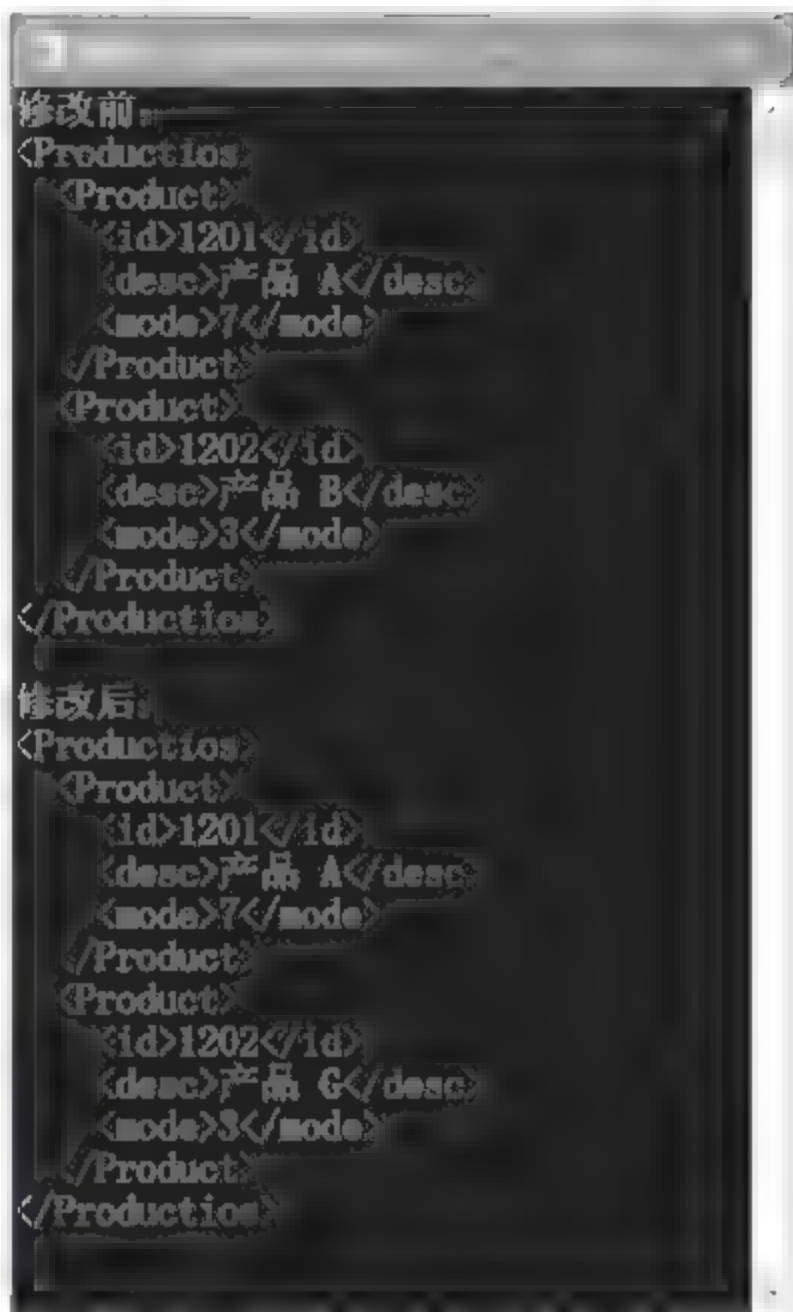 修改前:
<Productios>
  <Product>
    <id>1201</id>
    <desc>产品 A</desc>
    <mode>7</mode>
  </Product>
  <Product>
    <id>1202</id>
    <desc>产品 B</desc>
    <mode>3</mode>
  </Product>
</Productios>
修改后:
<Productios>
  <Product>
    <id>1201</id>
    <desc>产品 A</desc>
    <mode>7</mode>
  </Product>
  <Product>
    <id>1202</id>
    <desc>产品 G</desc>
    <mode>8</mode>
  </Product>
</Productios>